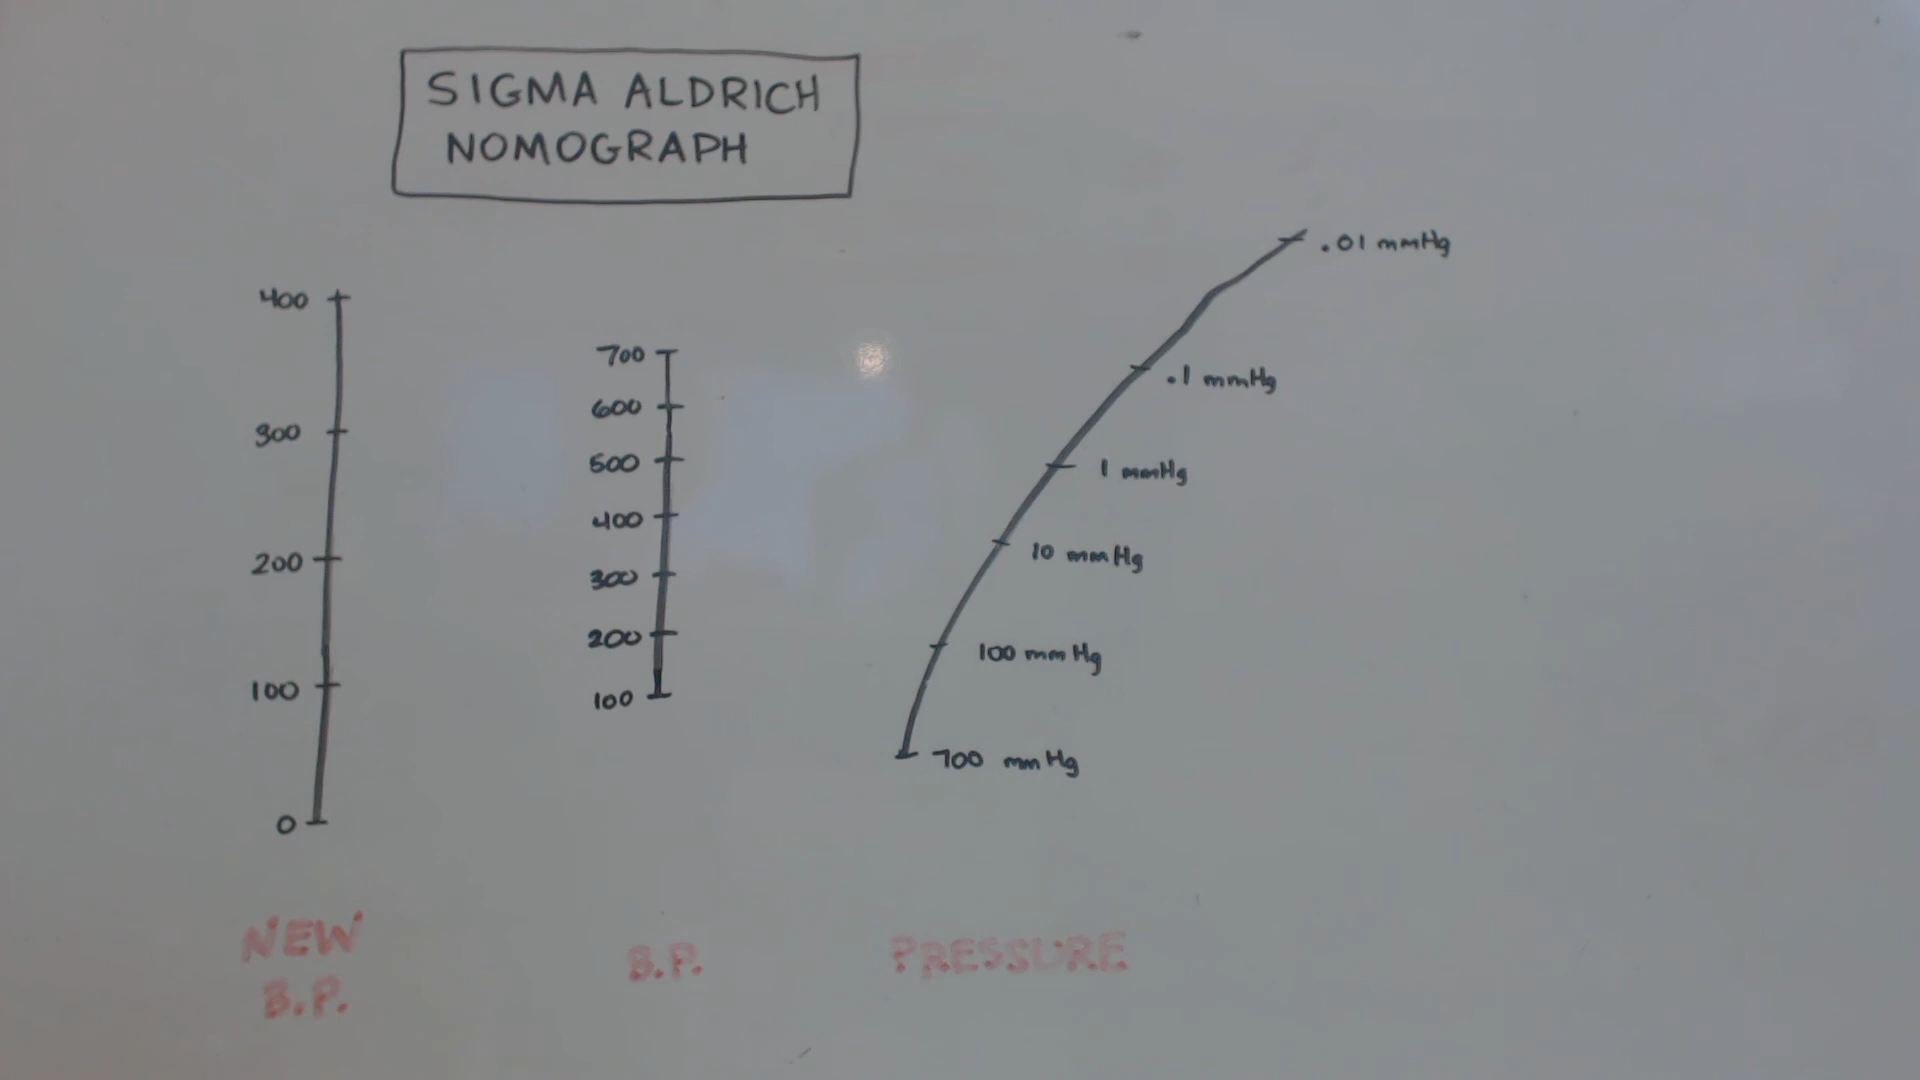 SIGMA ALDRICH
NOMOGRAPH
400
300
200
100
0
700
600
500
400
300
200
100
.01 mmHg
.1 mmHg
1 mmHg
10 mmHg
100 mmHg
700 mmHg
NEW
B.P.
B.P.
PRESSURE